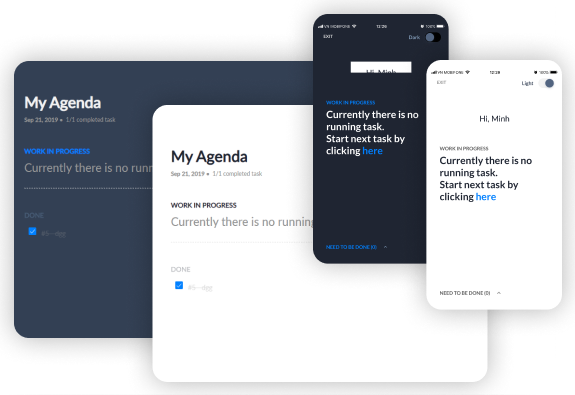 My Agenda
Sep 21, 2019 • 1/1 completed task
WORK IN PROGRESS
Currently there is no runn
DONE
My Agenda
Sep 21, 2019 • 1/1 completed task
WORK IN PROGRESS
Currently there is no running
DONE
VN MOBIFONE 12:26 100%
EXIT Dark
Hi, Minh
WORK IN PROGRESS
Currently there is no
running task.
Start next task by
clicking here
NEED TO BE DONE (0)
VN MOBIFONE 12:26 100%
EXIT Light
Hi, Minh
WORK IN PROGRESS
Currently there is no
running task.
Start next task by
clicking here
NEED TO BE DONE (0)